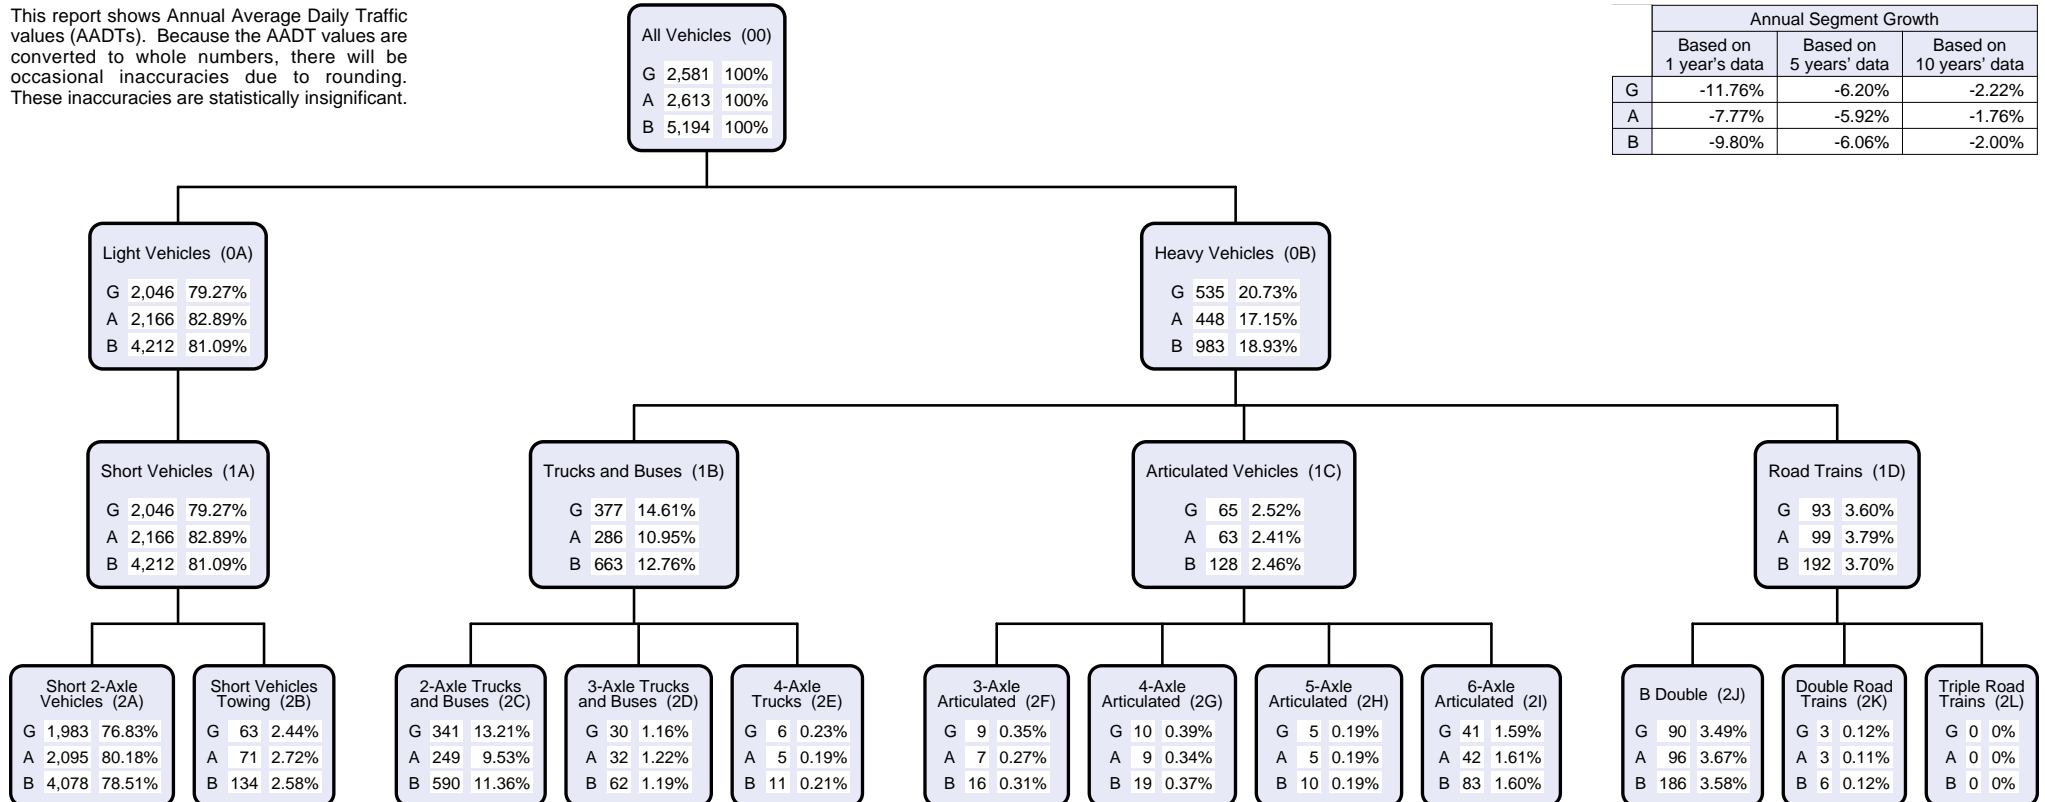 This report shows Annual Average Daily Traffic
values (AADTs). Because the AADT values are
converted to whole numbers, there will be
occasional inaccuracies due to rounding.
These inaccuracies are statistically insignificant.
All Vehicles (00)
G 2,581 100%
A 2,613 100%
B 5,194 100%
Annual Segment Growth
Based on 1 year's data
Based on 5 years' data
Based on 10 years' data
G -11.76% -6.20% -2.22%
A -7.77% -5.92% -1.76%
B -9.80% -6.06% -2.00%
Light Vehicles (0A)
G 2,046 79.27%
A 2,166 82.89%
B 4,212 81.09%
Heavy Vehicles (0B)
G 535 20.73%
A 448 17.15%
B 983 18.93%
Short Vehicles (1A)
G 2,046 79.27%
A 2,166 82.89%
B 4,212 81.09%
Trucks and Buses (1B)
G 377 14.61%
A 286 10.95%
B 663 12.76%
Articulated Vehicles (1C)
G 65 2.52%
A 63 2.41%
B 128 2.46%
Road Trains (1D)
G 93 3.60%
A 99 3.79%
B 192 3.70%
Short 2-Axle
Vehicles (2A)
G 1,983 76.83%
A 2,095 80.18%
B 4,078 78.51%
Short Vehicles
Towing (2B)
G 63 2.44%
A 71 2.72%
B 134 2.58%
2-Axle Trucks
and Buses (2C)
G 341 13.21%
A 249 9.53%
B 590 11.36%
3-Axle Trucks
and Buses (2D)
G 30 1.16%
A 32 1.22%
B 62 1.19%
4-Axle
Trucks (2E)
G 6 0.23%
A 5 0.19%
B 11 0.21%
3-Axle
Articulated (2F)
G 9 0.35%
A 7 0.27%
B 16 0.31%
4-Axle
Articulated (2G)
G 10 0.39%
A 9 0.34%
B 19 0.37%
5-Axle
Articulated (2H)
G 5 0.19%
A 5 0.19%
B 10 0.19%
6-Axle
Articulated (2I)
G 41 1.59%
A 42 1.61%
B 83 1.60%
B Double (2J)
G 90 3.49%
A 96 3.67%
B 186 3.58%
Double Road
Trains (2K)
G 3 0.12%
A 3 0.11%
B 6 0.12%
Triple Road
Trains (2L)
G 0 0%
A 0 0%
B 0 0%